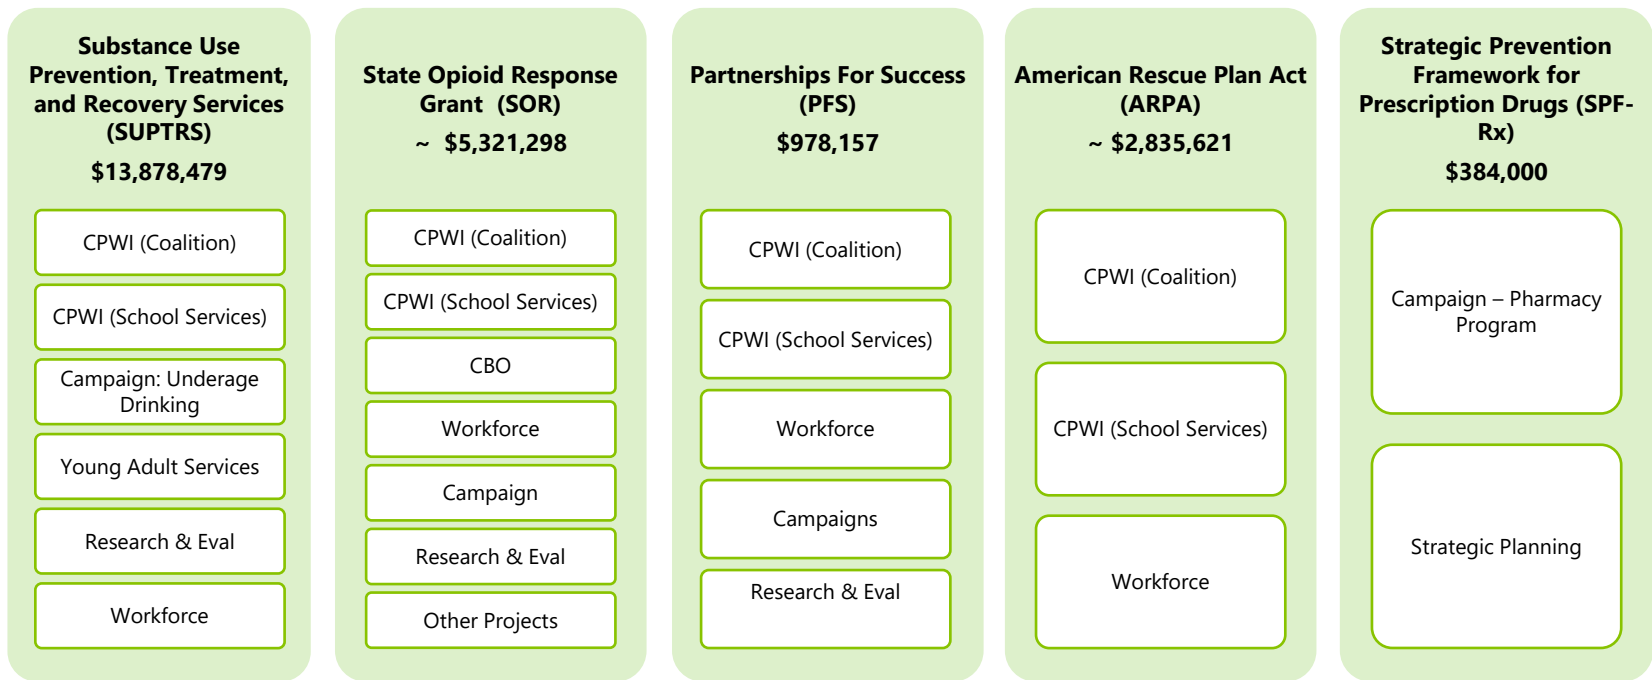 Substance Use
Prevention, Treatment,
and Recovery Services
(SUPTRS)
$13,878,479
CPWI (Coalition)
CPWI (School Services)
Campaign: Underage
Drinking
Young Adult Services
Research & Eval
Workforce
State Opioid Response
Grant (SOR)
~ $5,321,298
CPWI (Coalition)
CPWI (School Services)
CBO
Workforce
Campaign
Research & Eval
Other Projects
Partnerships For Success
(PFS)
$978,157
CPWI (Coalition)
CPWI (School Services)
Workforce
Campaigns
Research & Eval
American Rescue Plan Act
(ARPA)
~ $2,835,621
CPWI (Coalition)
CPWI (School Services)
Workforce
Strategic Prevention
Framework for
Prescription Drugs (SPF-
Rx)
$384,000
Campaign – Pharmacy
Program
Strategic Planning